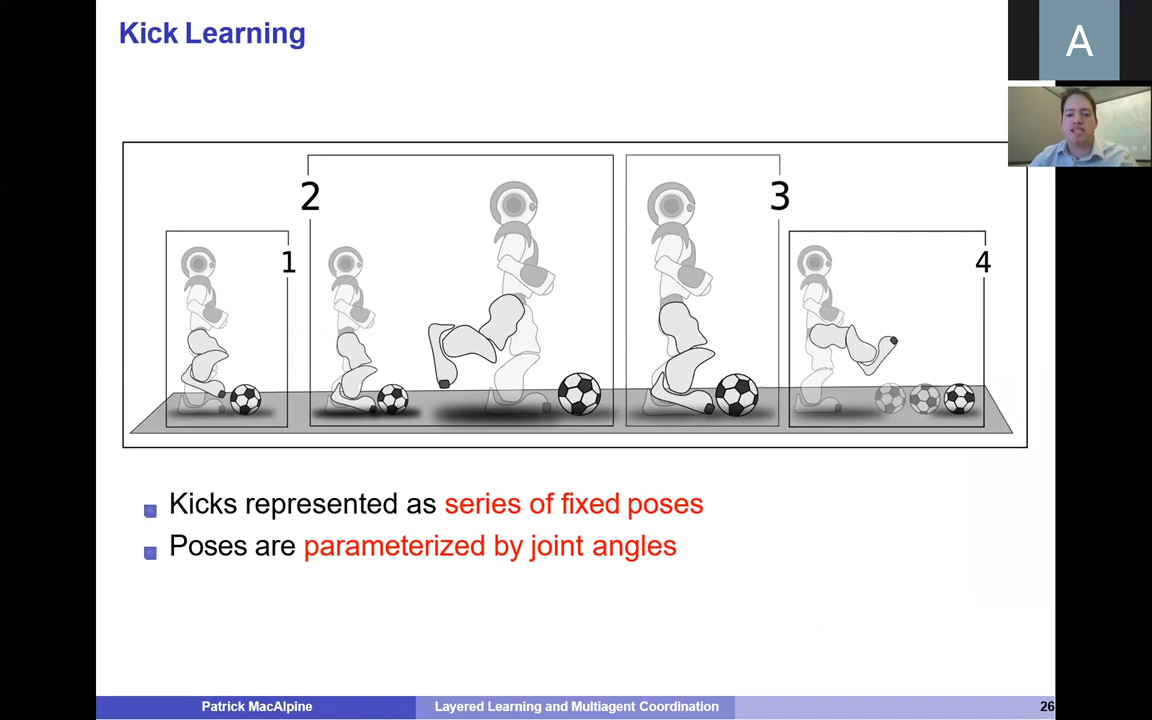 Kick Learning
A
1
2
3
4
Kicks represented as series of fixed poses
Poses are parameterized by joint angles
Patrick MacAlpine
Layered Learning and Multiagent Coordination
26